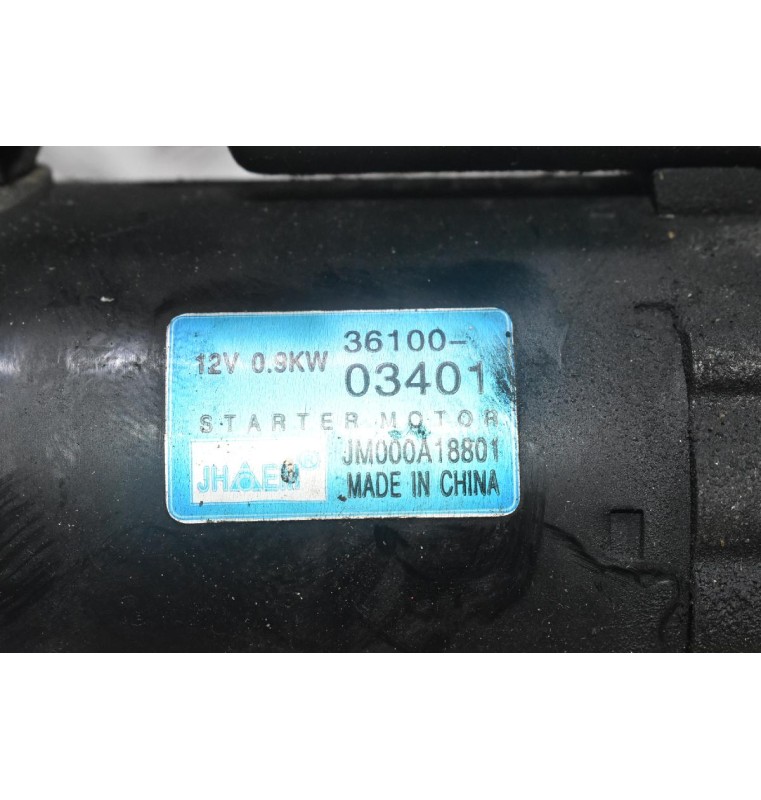 12V 0.9KW 36100-
03401
STARTER MOTOR
JM000A18801
MADE IN CHINA